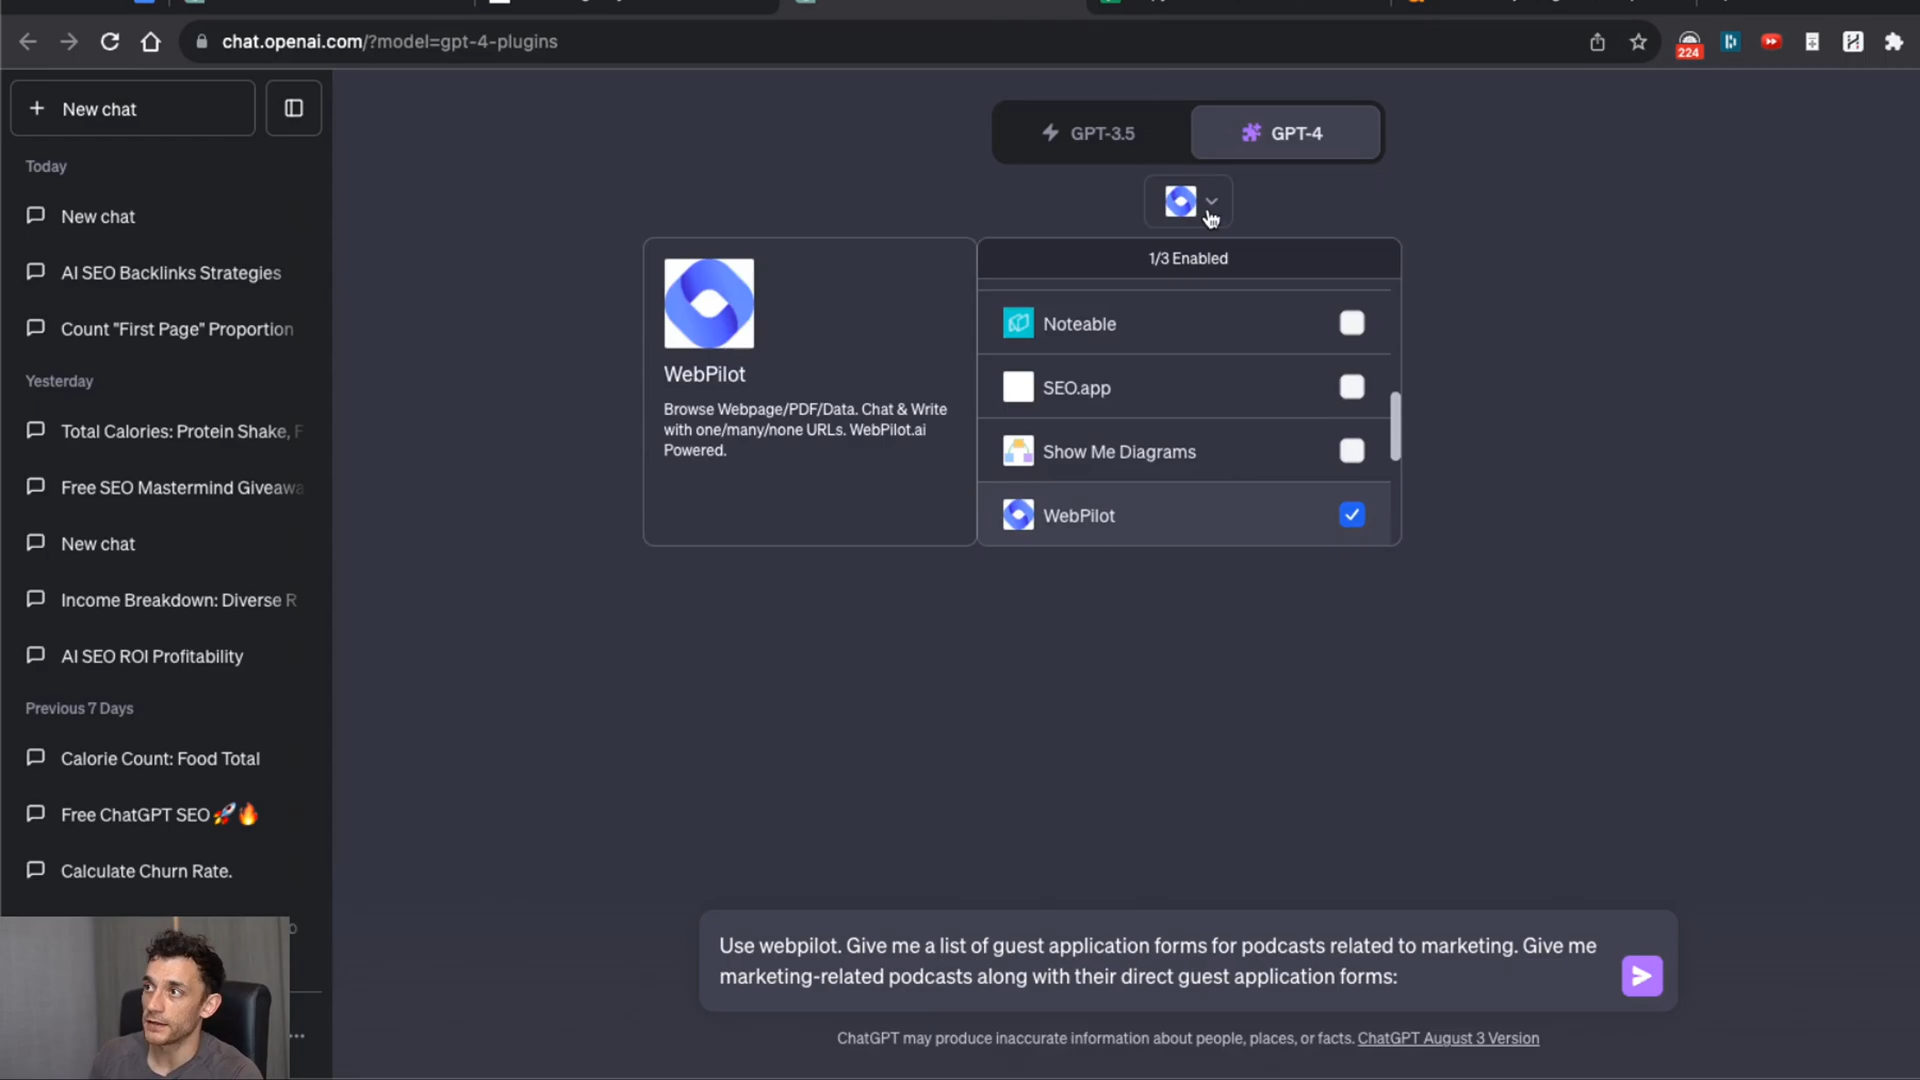 chat.openai.com/?model=gpt-4-plugins
224
New chat
GPT-3.5
GPT-4
Today
New chat
AI SEO Backlinks Strategies
Count "First Page" Proportion
Yesterday
Total Calories: Protein Shake, F
Free SEO Mastermind Giveawa
New chat
Income Breakdown: Diverse R
AI SEO ROI Profitability
Previous 7 Days
Calorie Count: Food Total
Free ChatGPT SEO 🚀🔥
Calculate Churn Rate.
WebPilot
Browse Webpage/PDF/Data. Chat & Write
with one/many/none URLs. WebPilot.ai
Powered.
1/3 Enabled
Noteable
SEO.app
Show Me Diagrams
WebPilot
Use webpilot. Give me a list of guest application forms for podcasts related to marketing. Give me
marketing-related podcasts along with their direct guest application forms:
ChatGPT may produce inaccurate information about people, places, or facts. ChatGPT August 3 Version